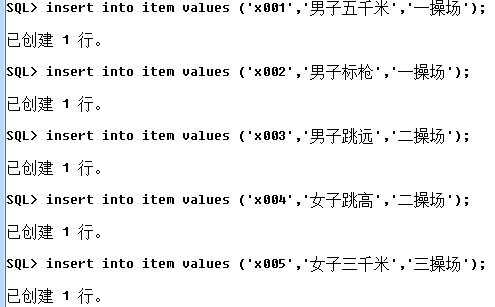 SQL> insert into item values ('x001','男子五千米','一操场');
已创建 1 行。
SQL> insert into item values ('x002','男子标枪','一操场');
已创建 1 行。
SQL> insert into item values ('x003','男子跳远','二操场');
已创建 1 行。
SQL> insert into item values ('x004','女子跳高','二操场');
已创建 1 行。
SQL> insert into item values ('x005','女子三千米','三操场');
已创建 1 行。